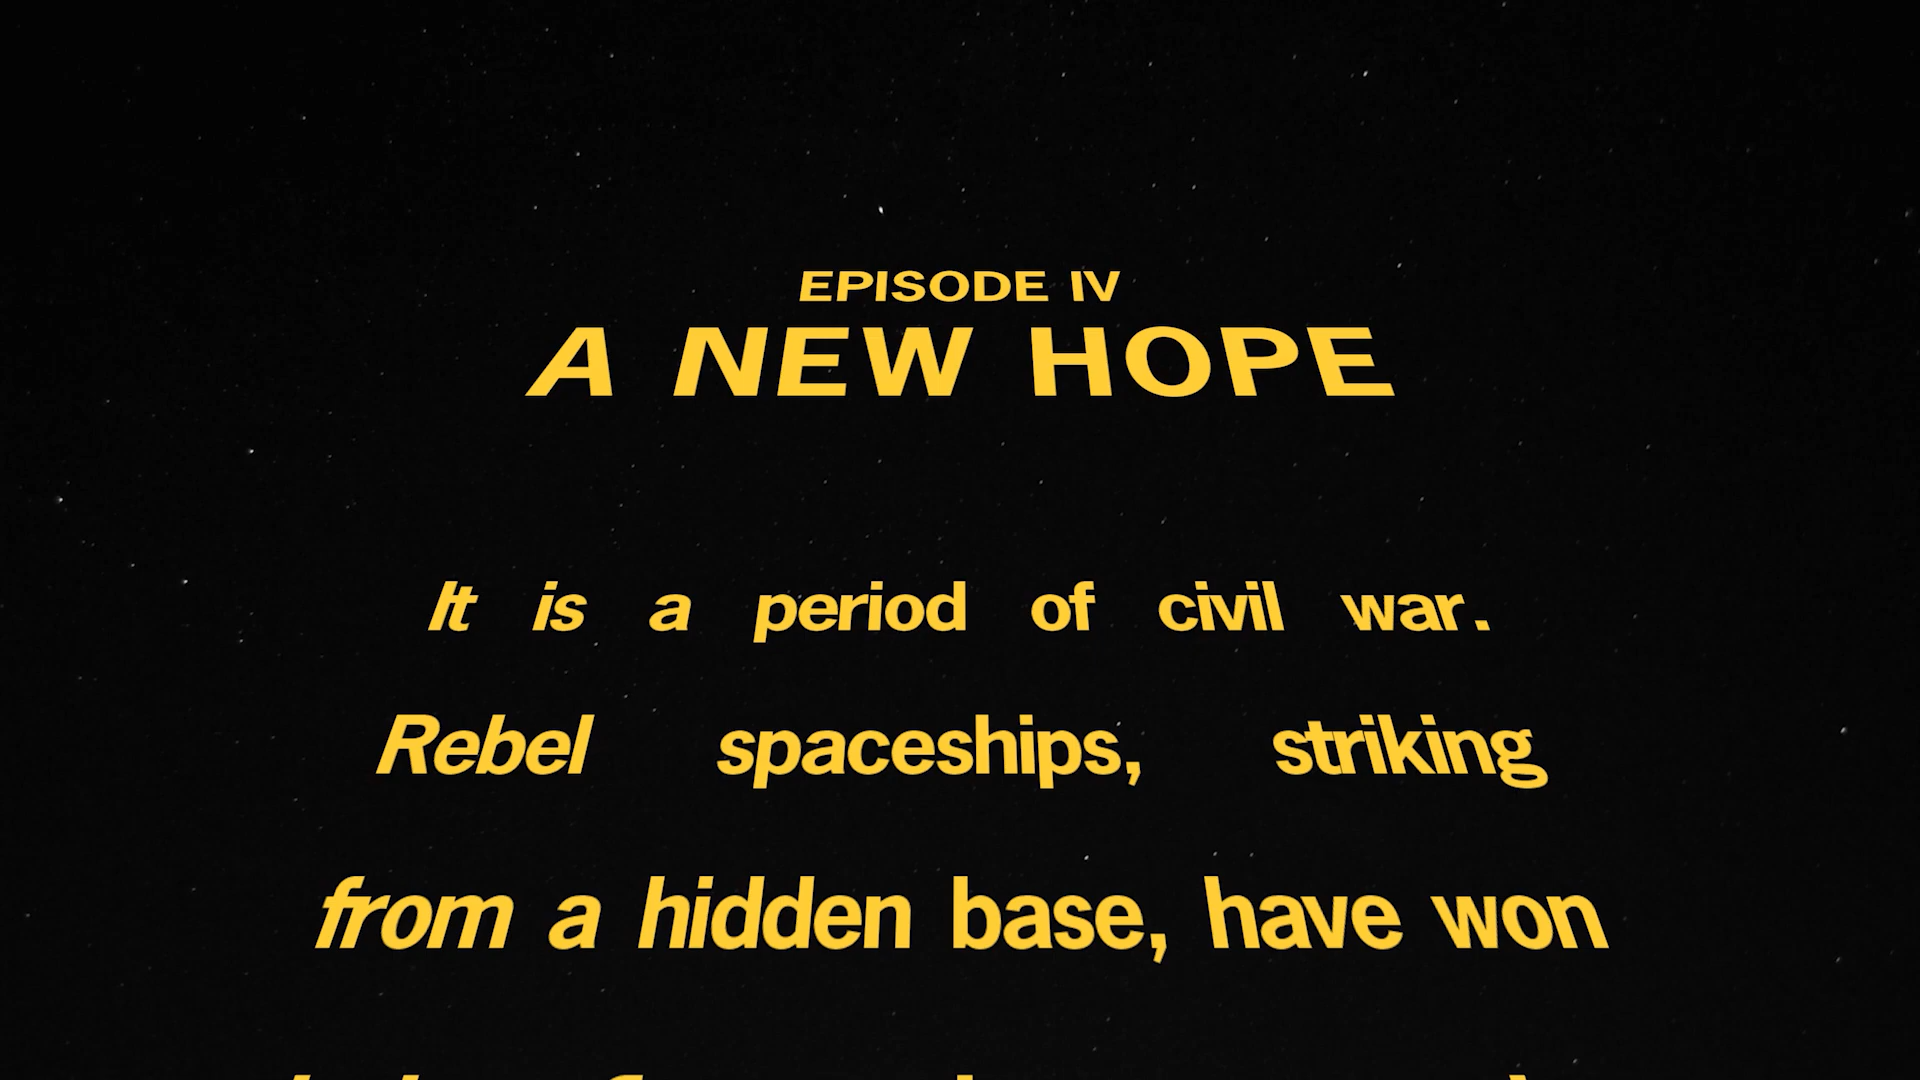 EPISODE IV
A NEW HOPE
It is a period of civil war.
Rebel spaceships, striking
from a hidden base, have won